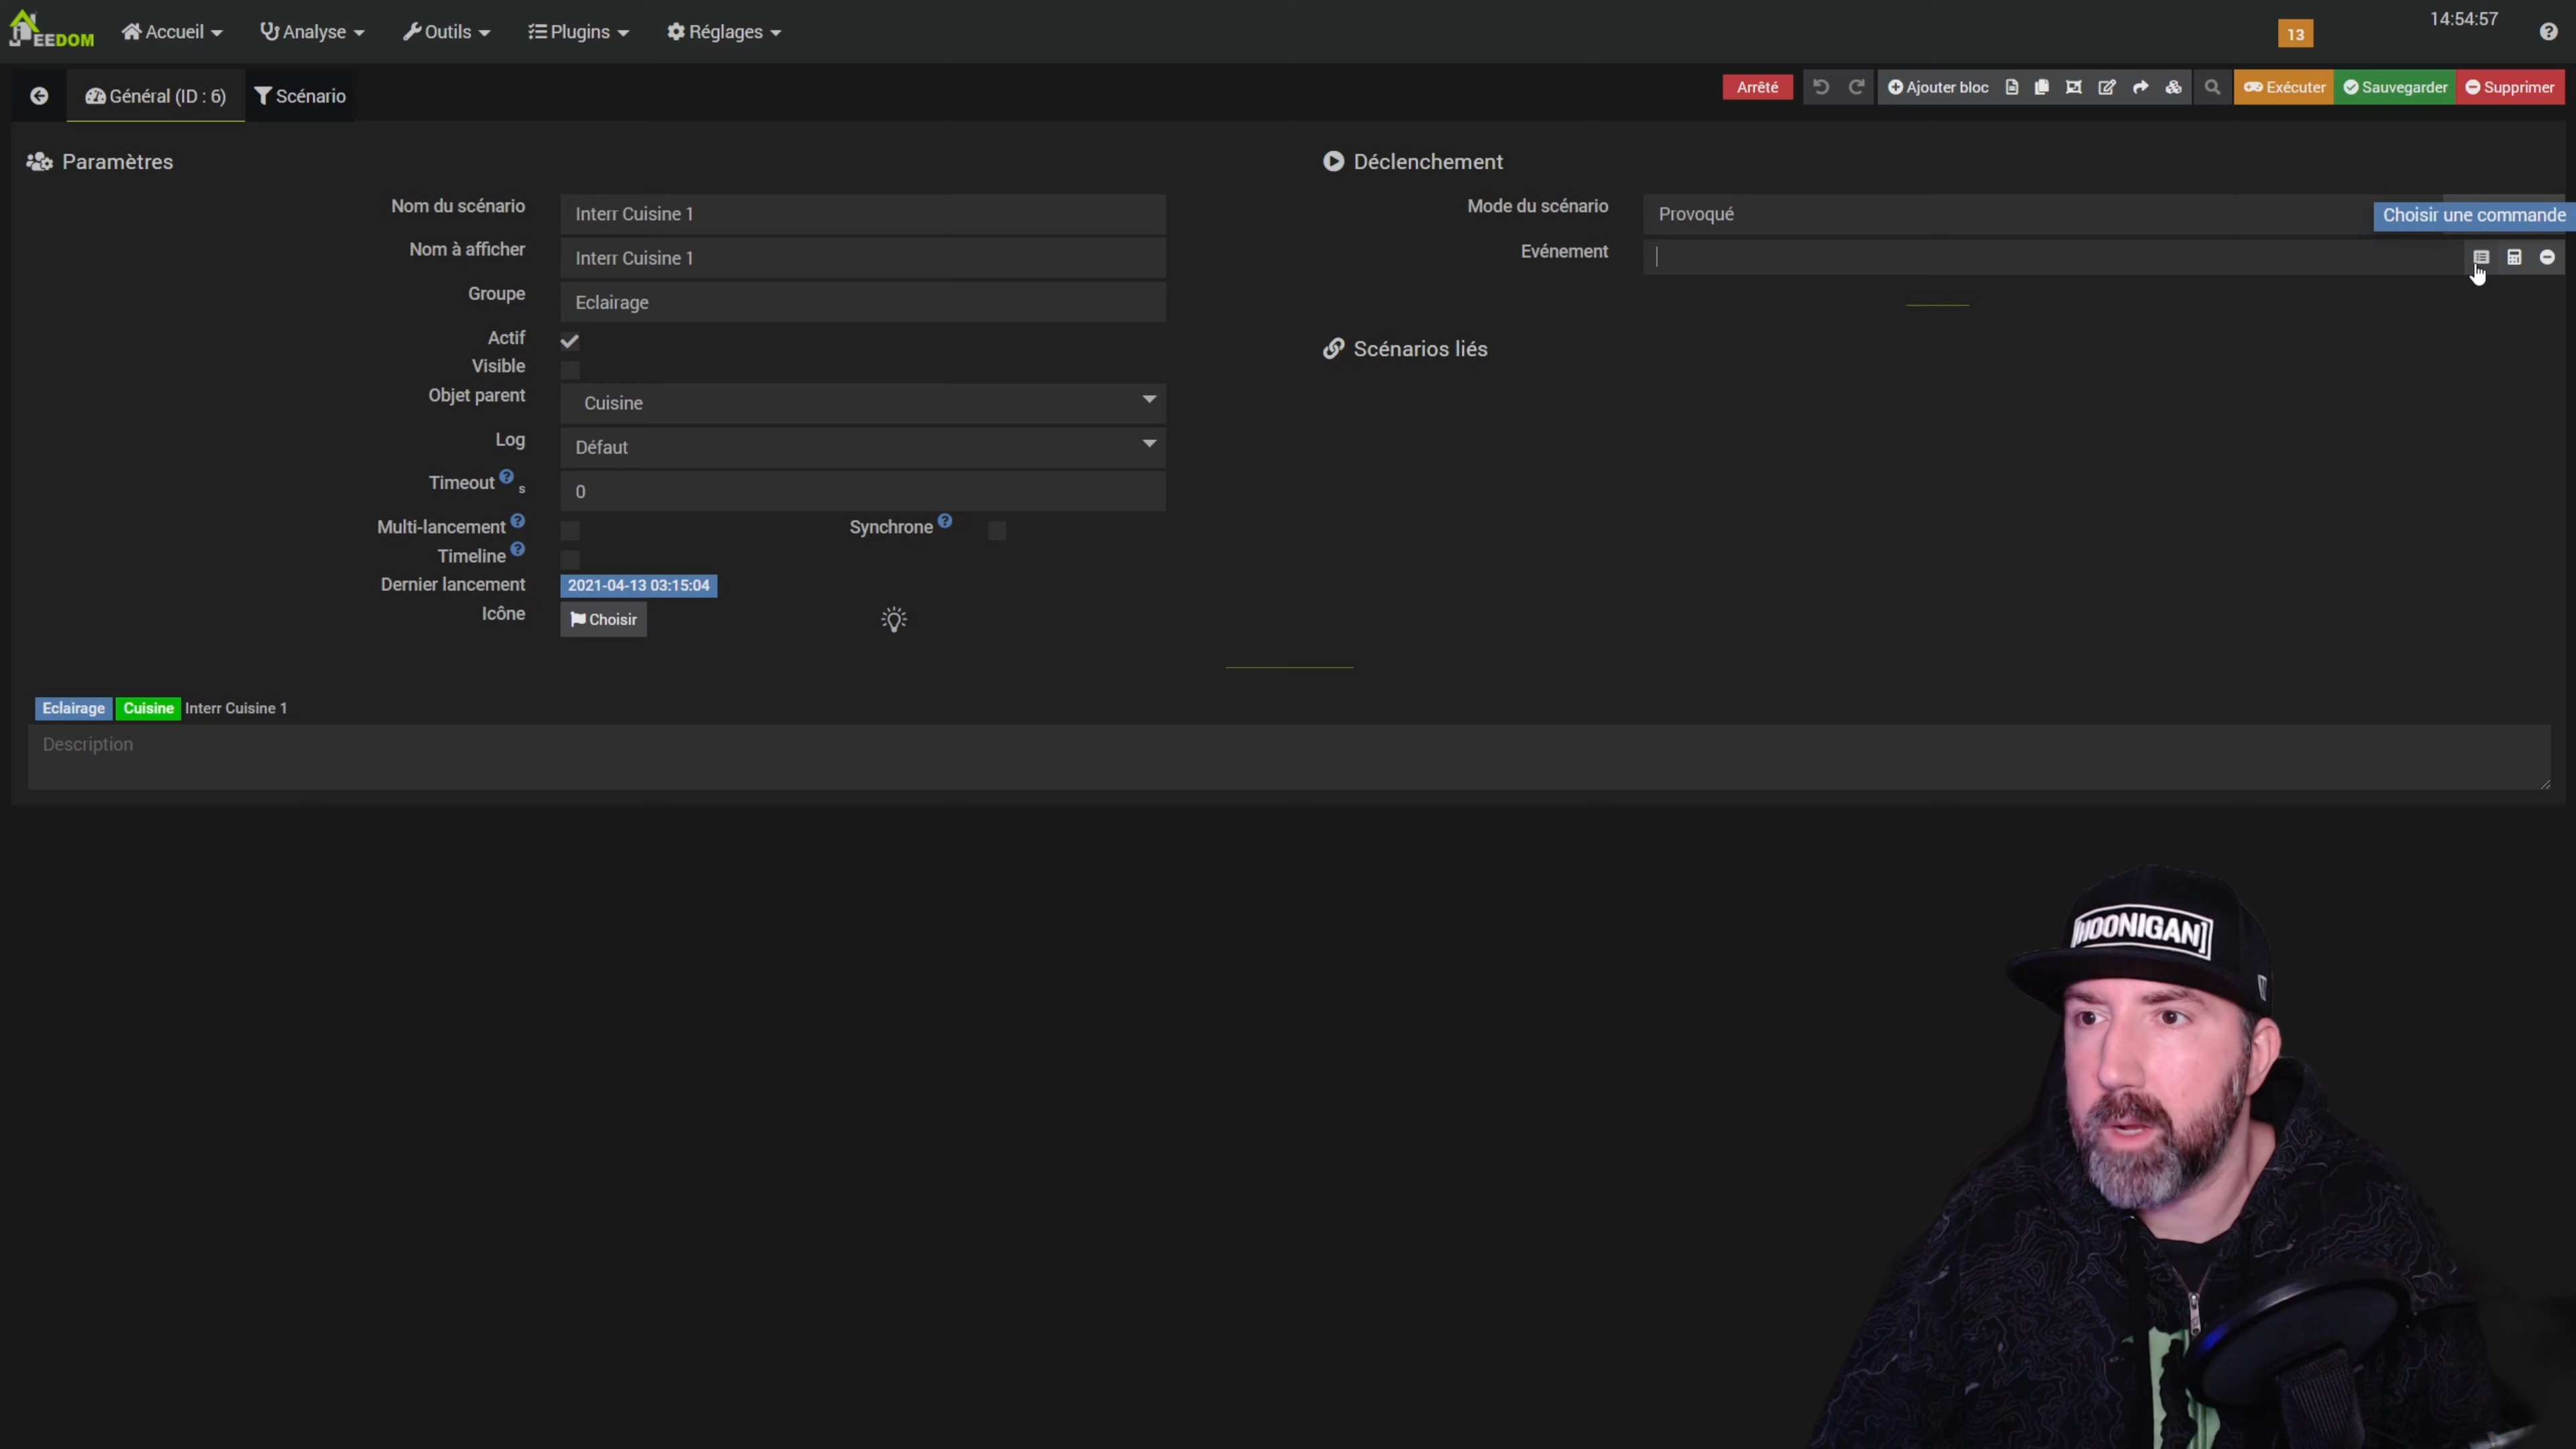 JEEDOM Accueil Analyse Outils Plugins Réglages 13 14:54:57
Général (ID : 6) Scénario Arrêté Ajouter bloc Exécuter Sauvegarder Supprimer
Paramètres
Nom du scénario Interr Cuisine 1
Nom à afficher Interr Cuisine 1
Groupe Eclairage
Actif
Visible
Objet parent Cuisine
Log Défaut
Timeout s 0
Multi-lancement Synchrone
Timeline
Dernier lancement 2021-04-13 03:15:04
Icône Choisir
Déclenchement
Mode du scénario Provoqué
Choisir une commande
Evénement
Scénarios liés
Eclairage Cuisine Interr Cuisine 1
Description
[HOONIGAN]